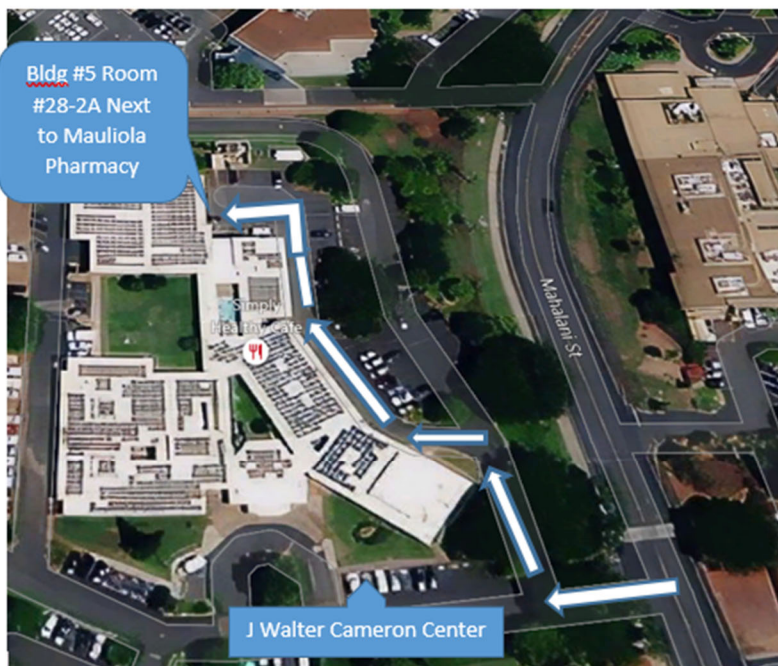 Bldg #5 Room
#28-2A Next
to Mauliola
Pharmacy
Mahalani St
Simply
Healthy Cafe
J Walter Cameron Center